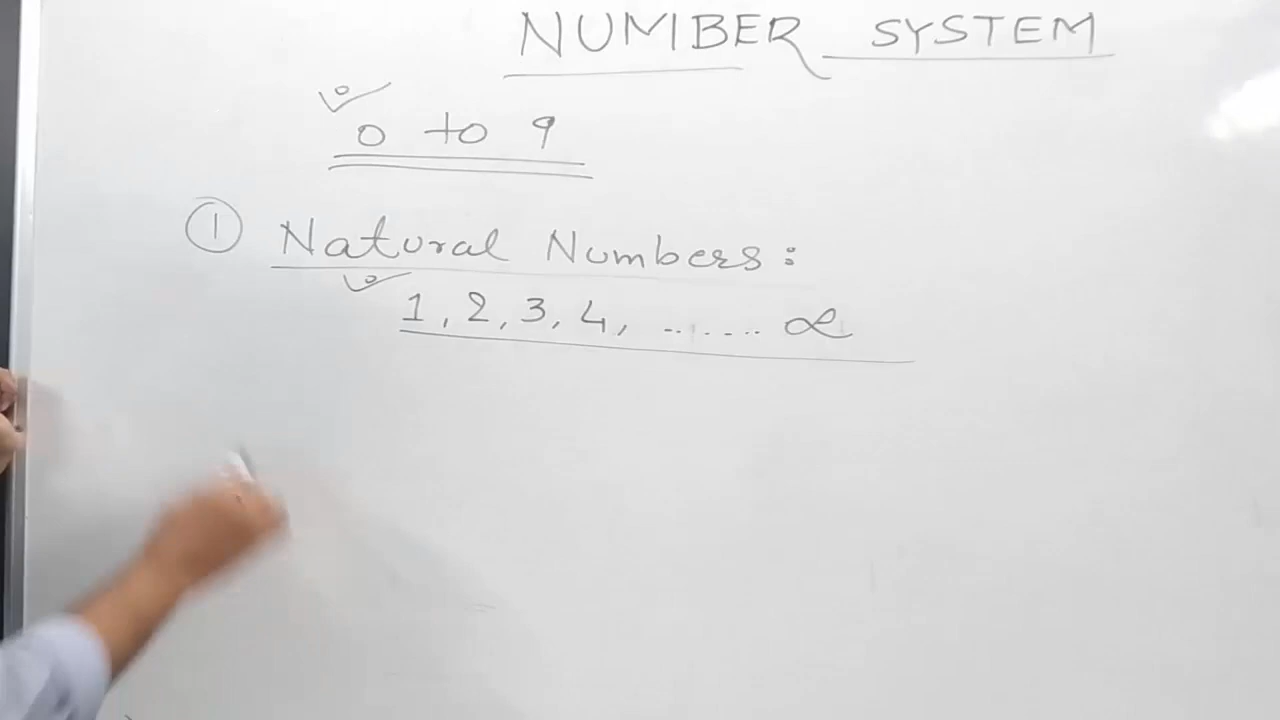 NUMBER SYSTEM
0 to 9
① Natural Numbers:
1, 2, 3, 4, ....... ∞